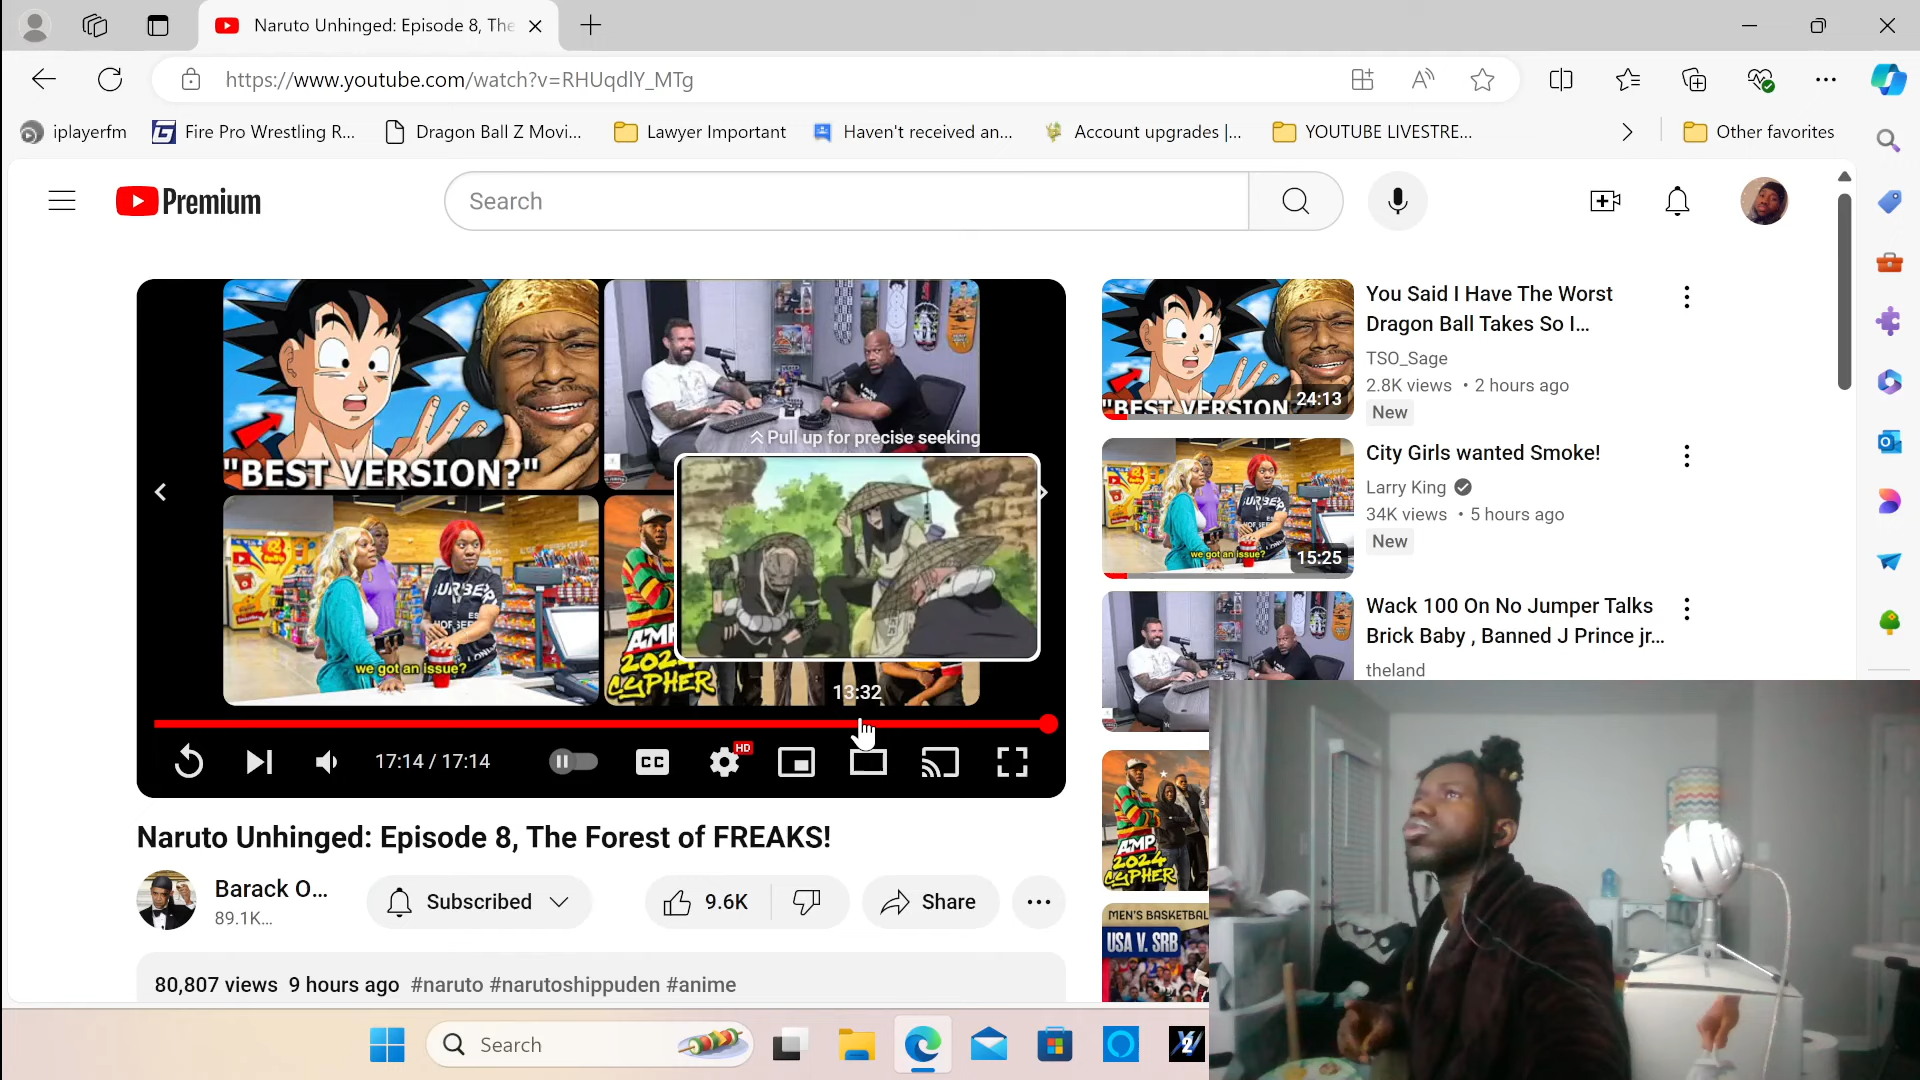 Naruto Unhinged: Episode 8, The
https://www.youtube.com/watch?v=RHUqdlY_MTg
iplayerfm
Fire Pro Wrestling R...
Dragon Ball Z Movi...
Lawyer Important
Haven't received an...
Account upgrades |...
YOUTUBE LIVESTRE...
Other favorites
Premium
Search
"BEST VERSION?"
Pull up for precise seeking
we got an issue?
AMP
2024
CYPHER
13:32
17:14 / 17:14
CC
HD
Naruto Unhinged: Episode 8, The Forest of FREAKS!
Barack O...
89.1K...
Subscribed
9.6K
Share
80,807 views 9 hours ago #naruto #narutoshippuden #anime
"BEST VERSION
24:13
You Said I Have The Worst
Dragon Ball Takes So I...
TSO_Sage
2.8K views • 2 hours ago
New
we got an issue?
15:25
City Girls wanted Smoke!
Larry King
34K views • 5 hours ago
New
Wack 100 On No Jumper Talks
Brick Baby , Banned J Prince jr...
theland
AMP
2024
CYPHER
MEN'S BASKETBAL
USA V. SRB
Search